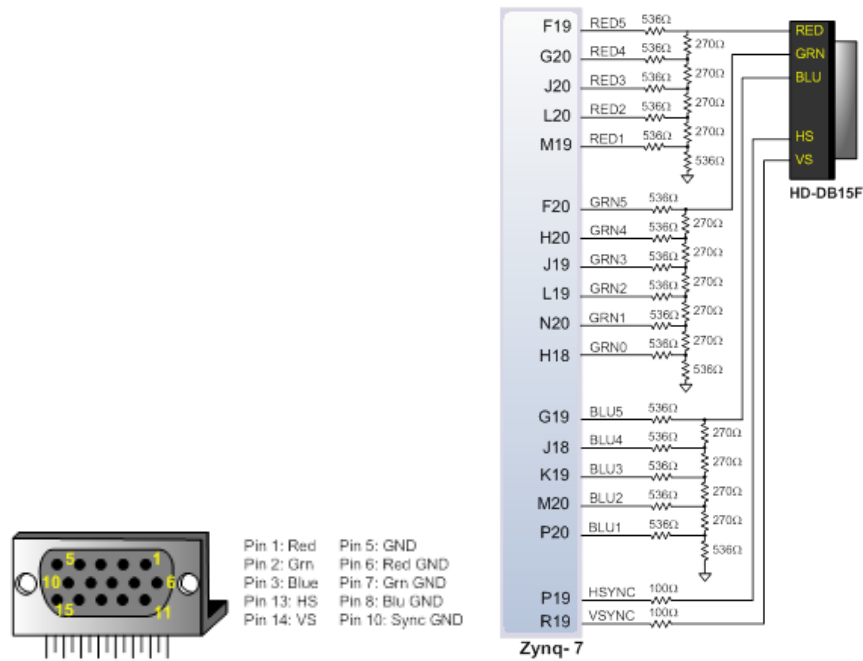 F19 RED5 536Ω
270Ω
G20 RED4 536Ω
270Ω
J20 RED3 536Ω
270Ω
L20 RED2 536Ω
270Ω
M19 RED1 536Ω
536Ω
RED
GRN
BLU
HS
VS
HD-DB15F
F20 GRN5 536Ω
270Ω
H20 GRN4 536Ω
270Ω
J19 GRN3 536Ω
270Ω
L19 GRN2 536Ω
270Ω
N20 GRN1 536Ω
270Ω
H18 GRN0 536Ω
536Ω
G19 BLU5 536Ω
270Ω
J18 BLU4 536Ω
270Ω
K19 BLU3 536Ω
270Ω
M20 BLU2 536Ω
270Ω
P20 BLU1 536Ω
536Ω
P19 HSYNC 100Ω
R19 VSYNC 100Ω
Zynq-7
5 1
10 6
15 11
Pin 1: Red Pin 5: GND
Pin 2: Grn Pin 6: Red GND
Pin 3: Blue Pin 7: Grn GND
Pin 13: HS Pin 8: Blu GND
Pin 14: VS Pin 10: Sync GND